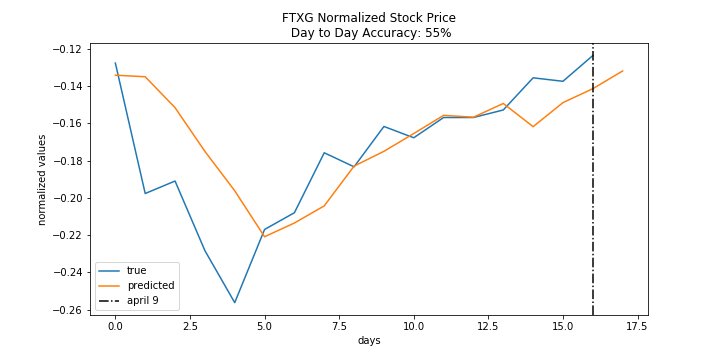 FTXG Normalized Stock Price
Day to Day Accuracy: 55%
normalized values
−0.12
−0.14
−0.16
−0.18
−0.20
−0.22
−0.24
−0.26
true
predicted
april 9
0.0 2.5 5.0 7.5 10.0 12.5 15.0 17.5
days